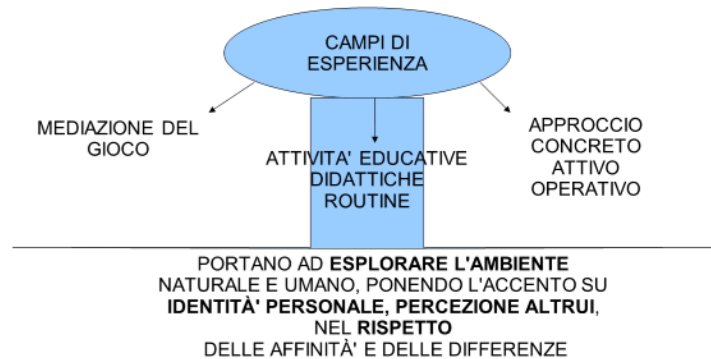 CAMPI DI
ESPERIENZA
MEDIAZIONE DEL
GIOCO
ATTIVITA' EDUCATIVE
DIDATTICHE
ROUTINE
APPROCCIO
CONCRETO
ATTIVO
OPERATIVO
PORTANO AD ESPLORARE L'AMBIENTE
NATURALE E UMANO, PONENDO L'ACCENTO SU
IDENTITÀ' PERSONALE, PERCEZIONE ALTRUI,
NEL RISPETTO
DELLE AFFINITÀ' E DELLE DIFFERENZE